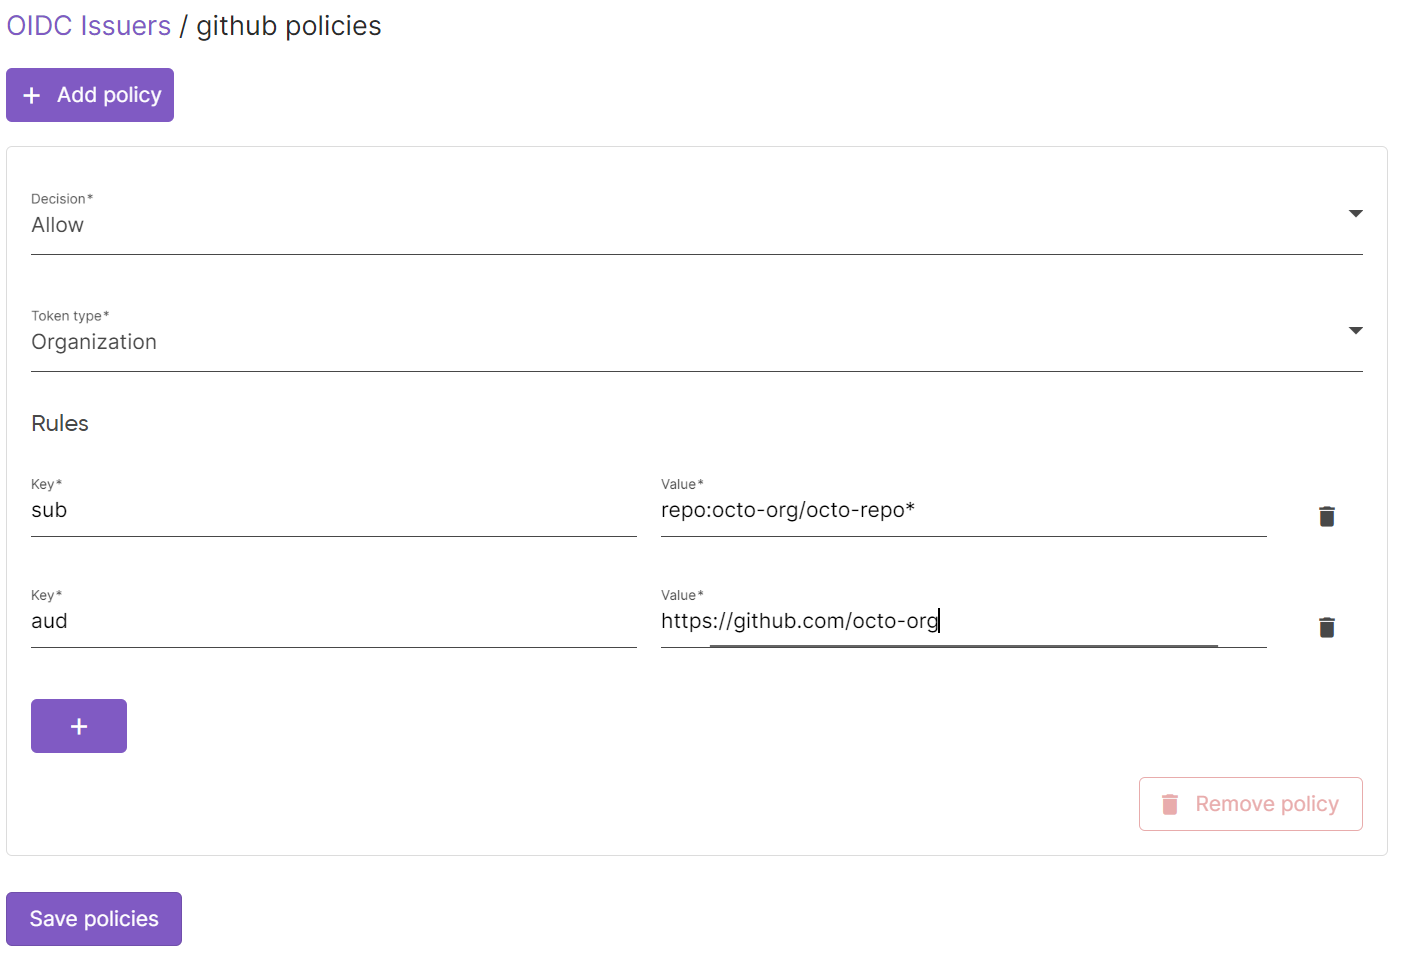 OIDC Issuers / github policies
+ Add policy
Decision*
Allow
Token type*
Organization
Rules
Key* Value*
sub repo:octo-org/octo-repo*
Key* Value*
aud https://github.com/octo-org
+
Remove policy
Save policies